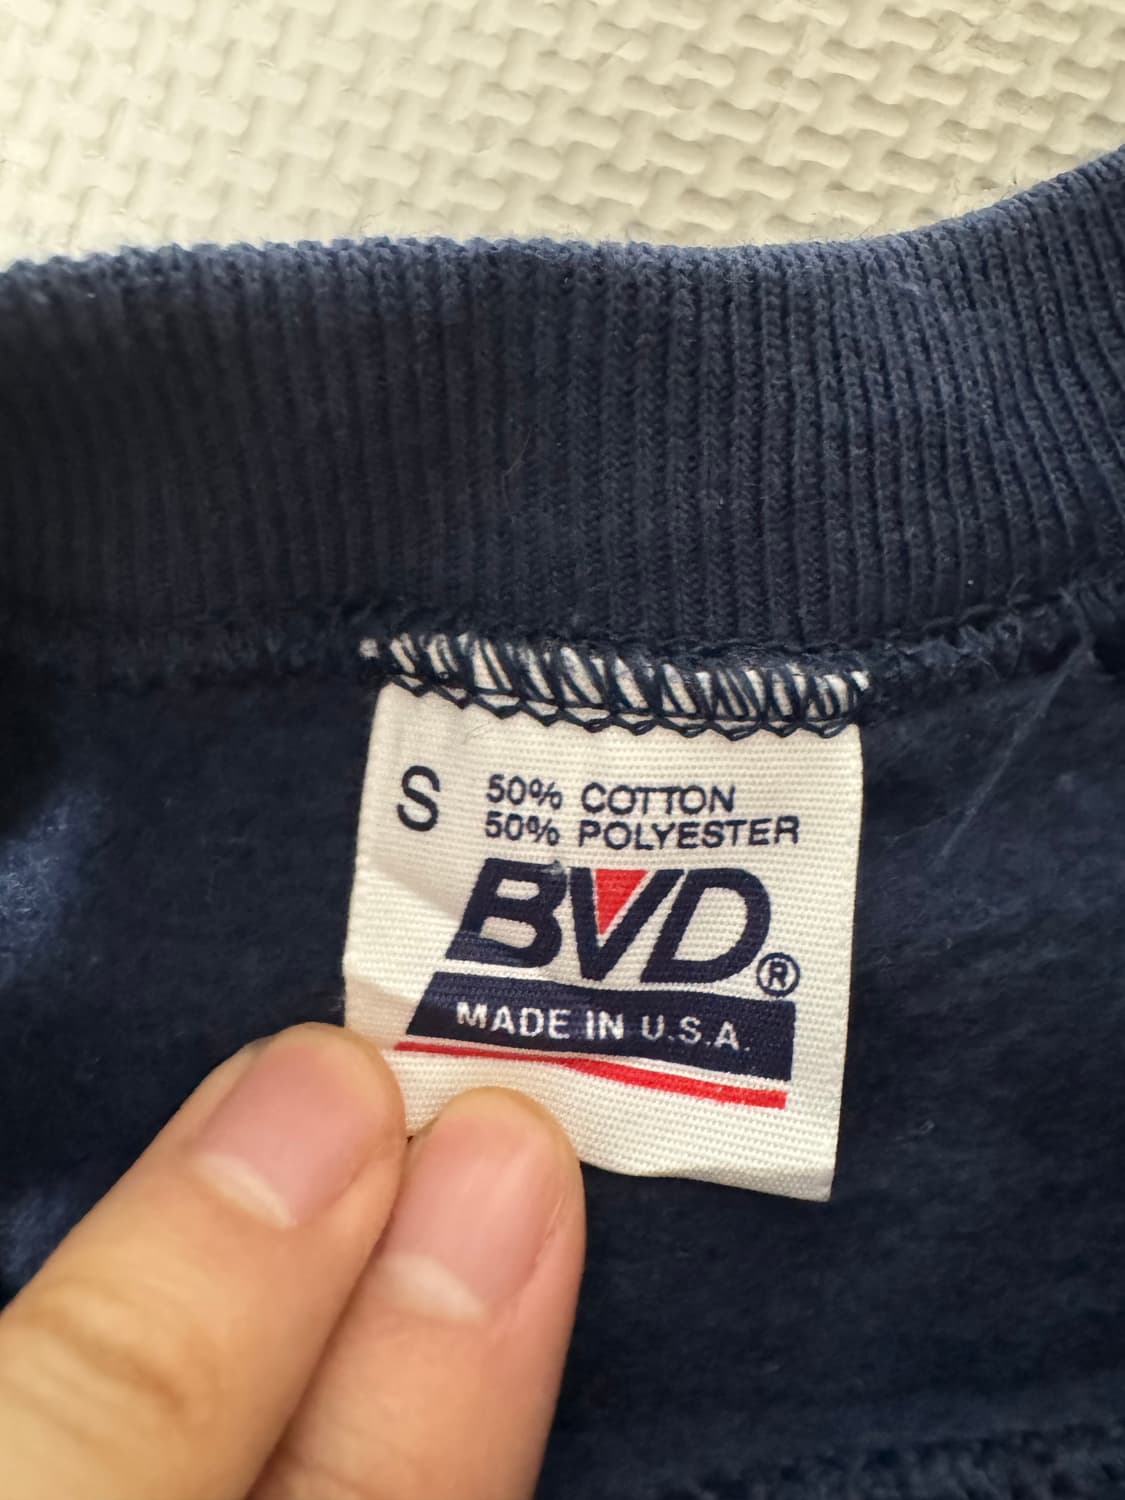 S 50% COTTON
50% POLYESTER
BVD®
MADE IN U.S.A.